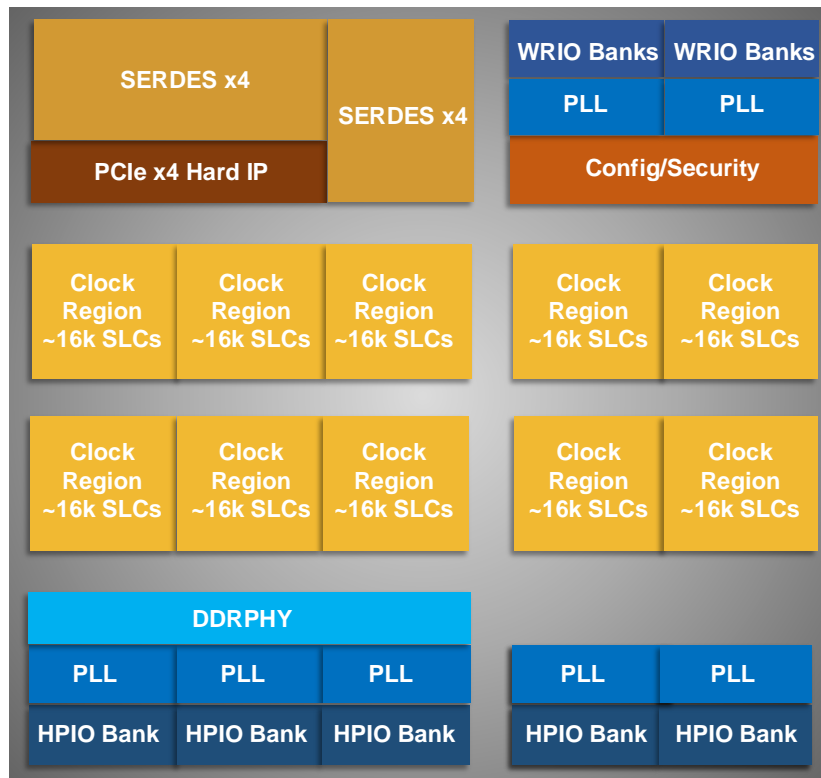 SERDES x4
SERDES x4
PCIe x4 Hard IP
WRIO Banks WRIO Banks
PLL PLL
Config/Security
Clock Clock Clock Clock Clock
Region Region Region Region Region
~16k SLCs ~16k SLCs ~16k SLCs ~16k SLCs ~16k SLCs
Clock Clock Clock Clock Clock
Region Region Region Region Region
~16k SLCs ~16k SLCs ~16k SLCs ~16k SLCs ~16k SLCs
DDRPHY
PLL PLL PLL PLL PLL
HPIO Bank HPIO Bank HPIO Bank HPIO Bank HPIO Bank